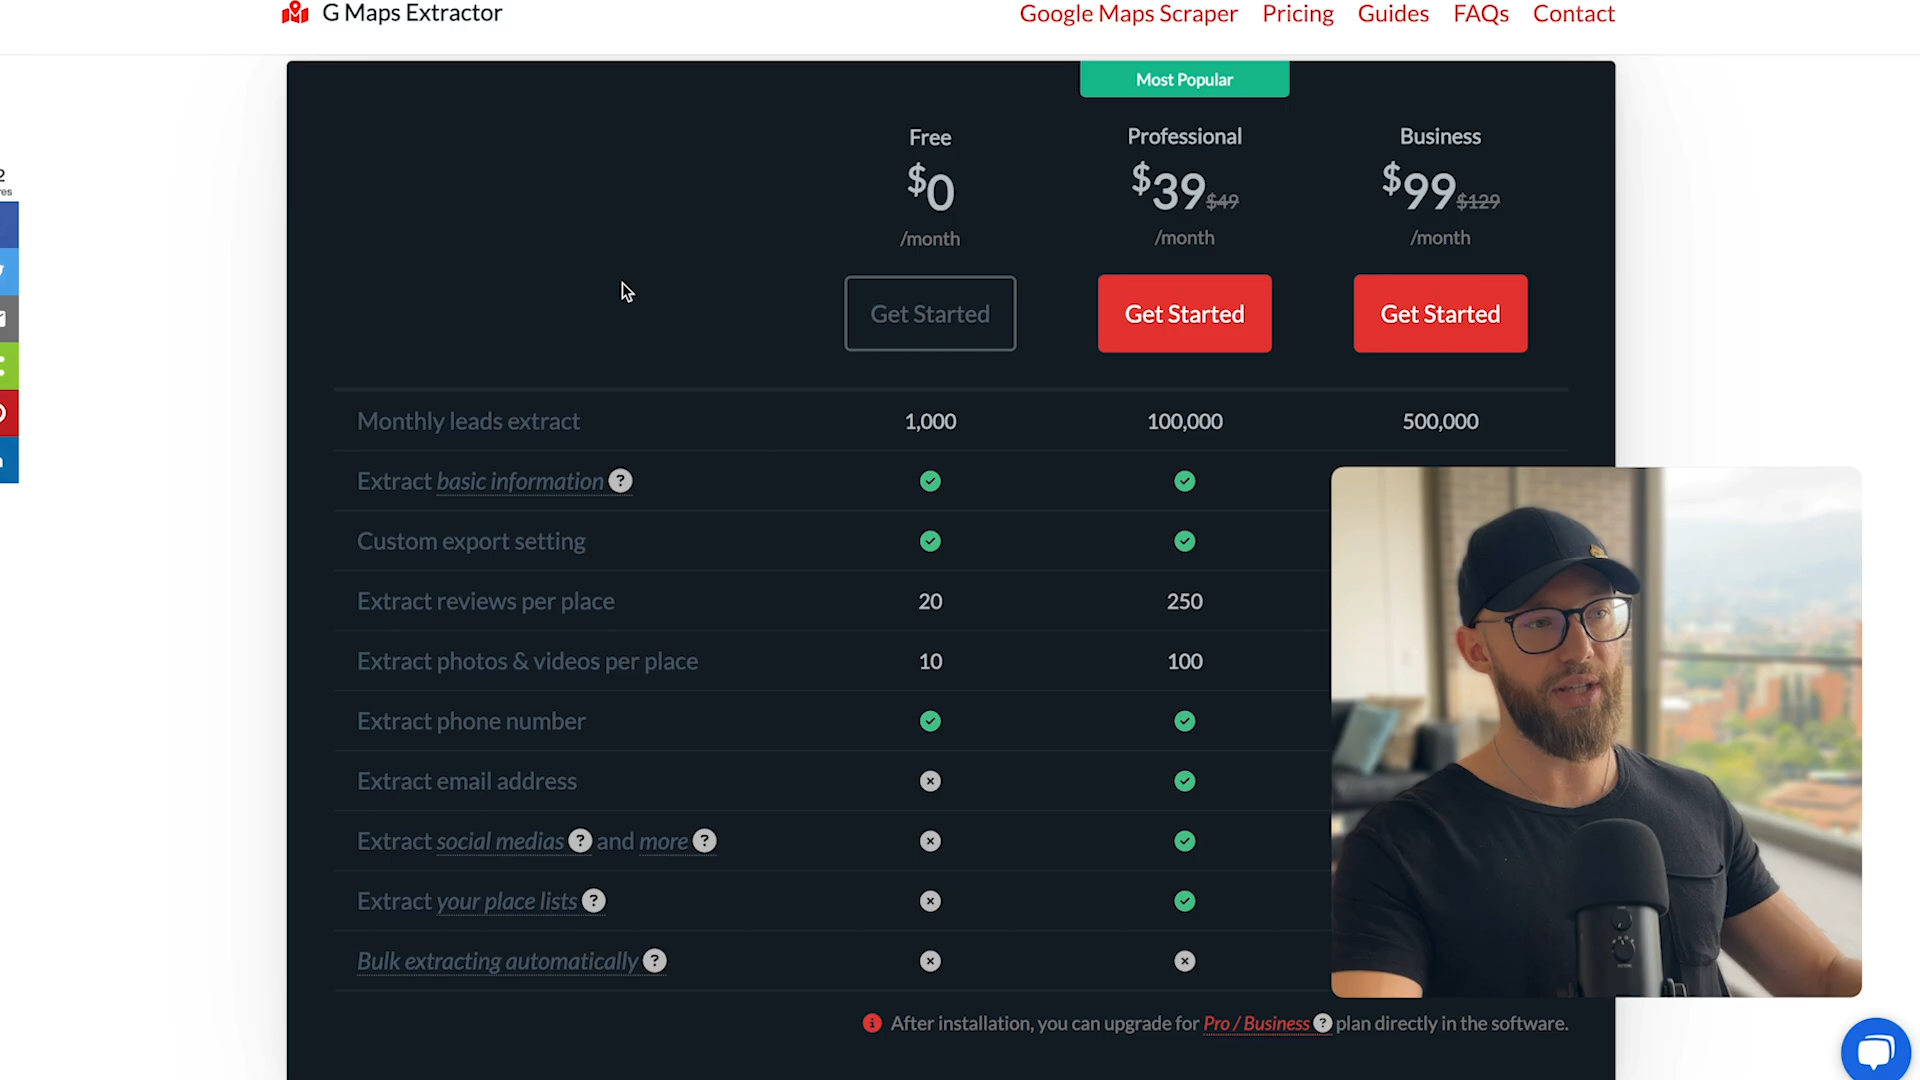 G Maps Extractor
Google Maps Scraper Pricing Guides FAQs Contact
Most Popular
Free Professional Business
$0 $39 $49 $99 $129
/month /month /month
Get Started Get Started Get Started
Monthly leads extract 1,000 100,000 500,000
Extract basic information ?
Custom export setting
Extract reviews per place 20 250
Extract photos & videos per place 10 100
Extract phone number
Extract email address
Extract social medias ? and more ?
Extract your place lists ?
Bulk extracting automatically ?
After installation, you can upgrade for Pro / Business ? plan directly in the software.